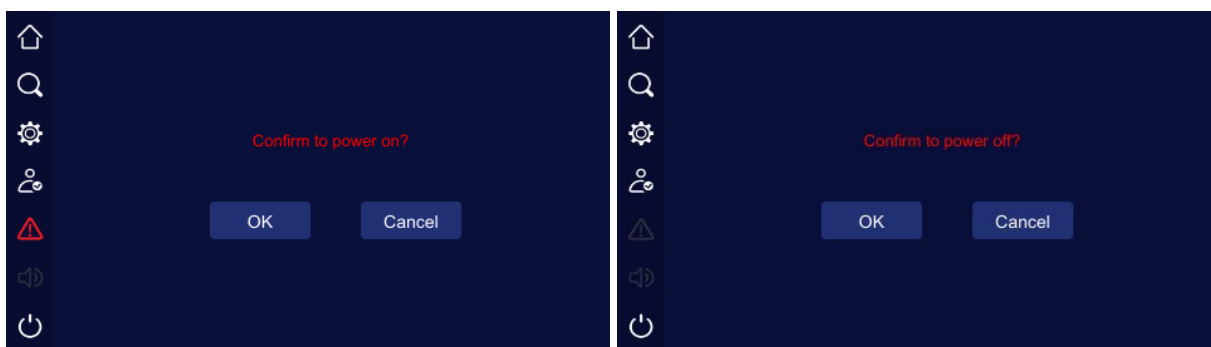 Confirm to power on?
OK
Cancel
Confirm to power off?
OK
Cancel